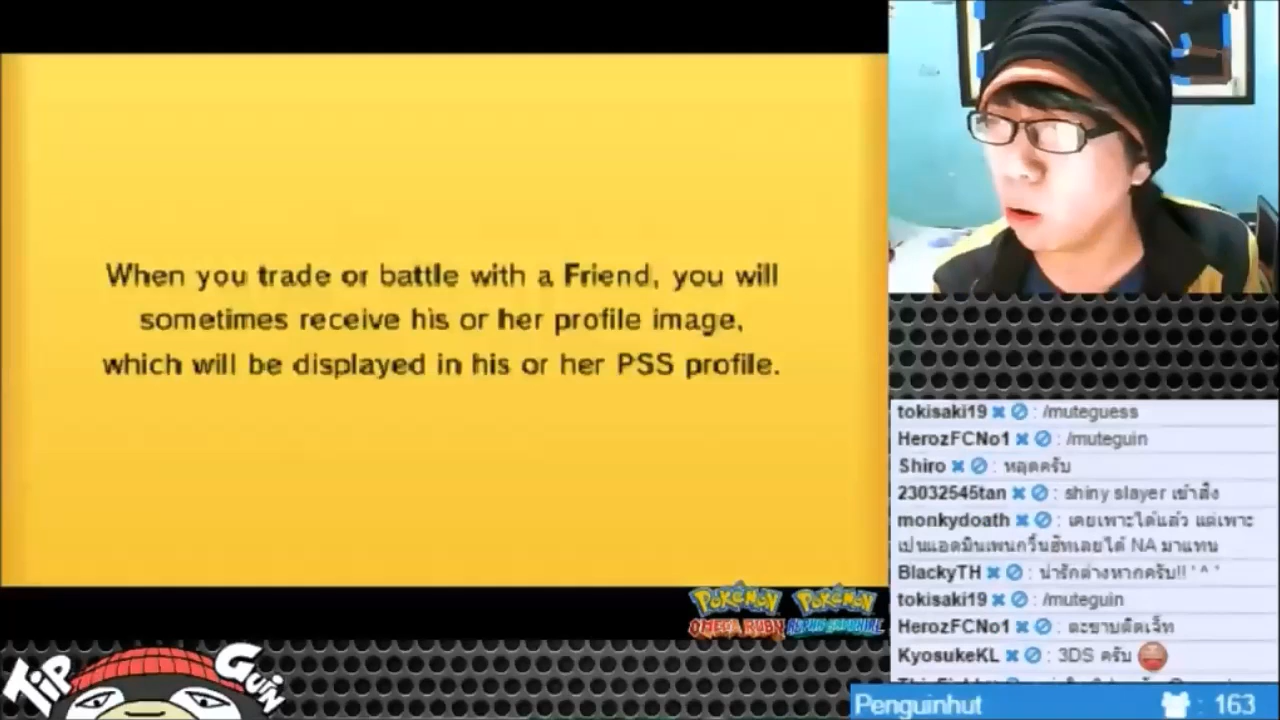 When you trade or battle with a Friend, you will
sometimes receive his or her profile image,
which will be displayed in his or her PSS profile.
POKéMON POKéMON
OMEGA RUBY ALPHA SAPPHIRE
TIP GUIN
tokisaki19 : /muteguess
HerozFCNo1 : /muteguin
Shiro : หลุดครับ
23032545tan : shiny slayer เข้าสิง
monkydoath : เคยเพาะได้แล้ว แต่เพาะ
เปนแอดมินเพนกวิ้นฮัทเลยได้ NA มาแทน
BlackyTH : น่ารักต่างหากครับ!! ' ^ '
tokisaki19 : /muteguin
HerozFCNo1 : ตะขาบติดเจ็ท
KyosukeKL : 3DS ครับ
Penguinhut : 163